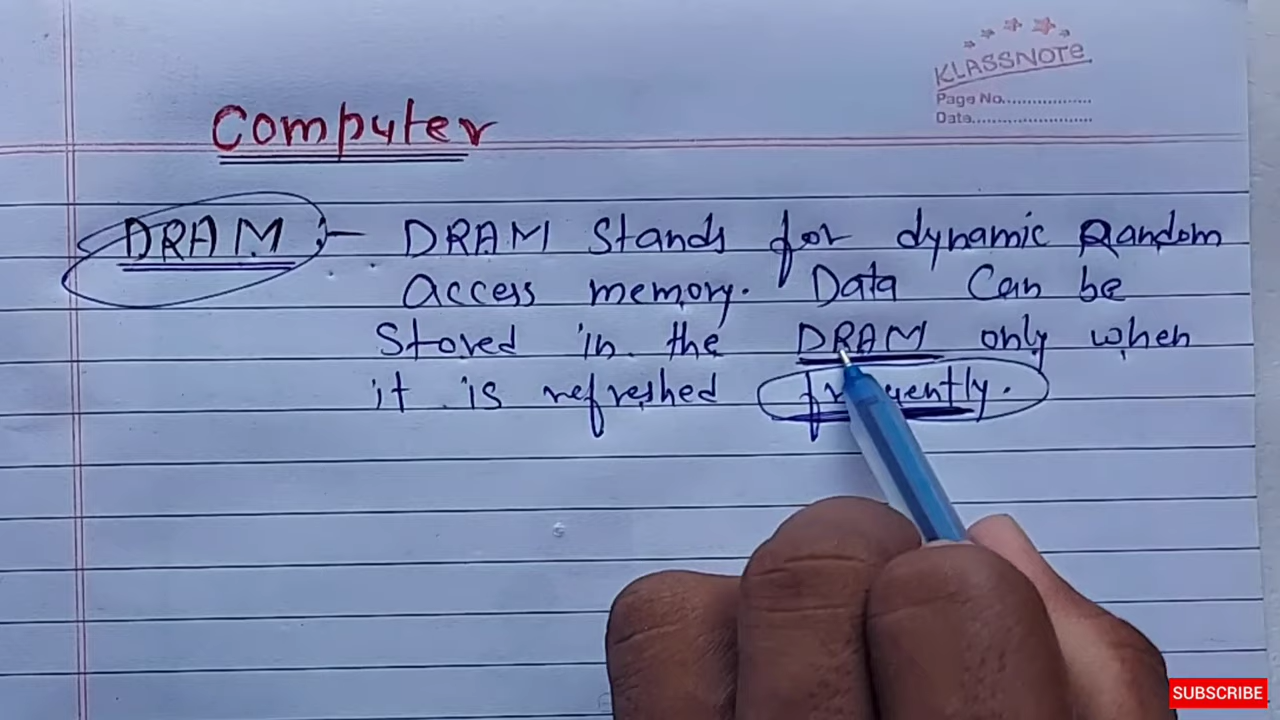 KLASSNOTE
Page No..................
Date........................
Computer
DRAM :- DRAM Stands for dynamic Random
Access memory. Data Can be
Stored in the DRAM only when
it is refreshed frequently.
SUBSCRIBE